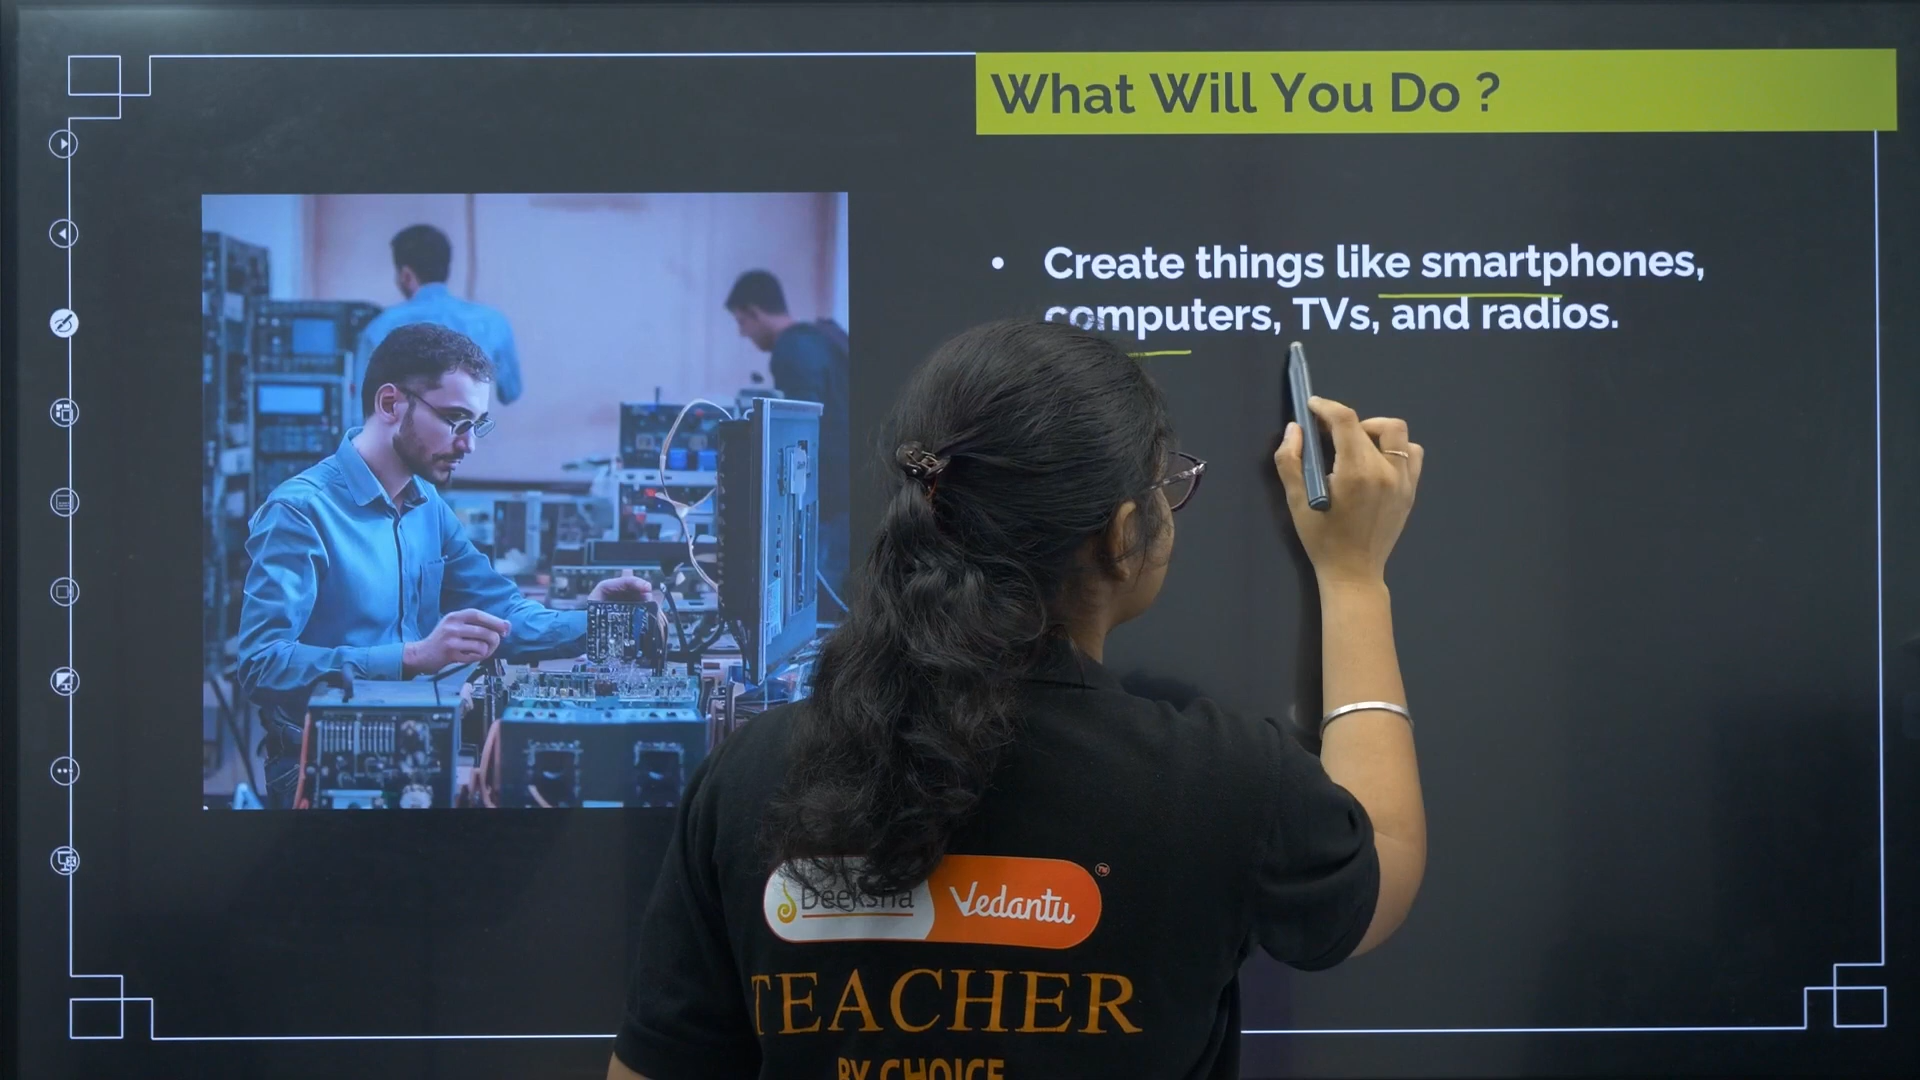 What Will You Do ?
• Create things like smartphones,
computers, TVs, and radios.
Deeksha Vedantu
TEACHER
BY CHOICE